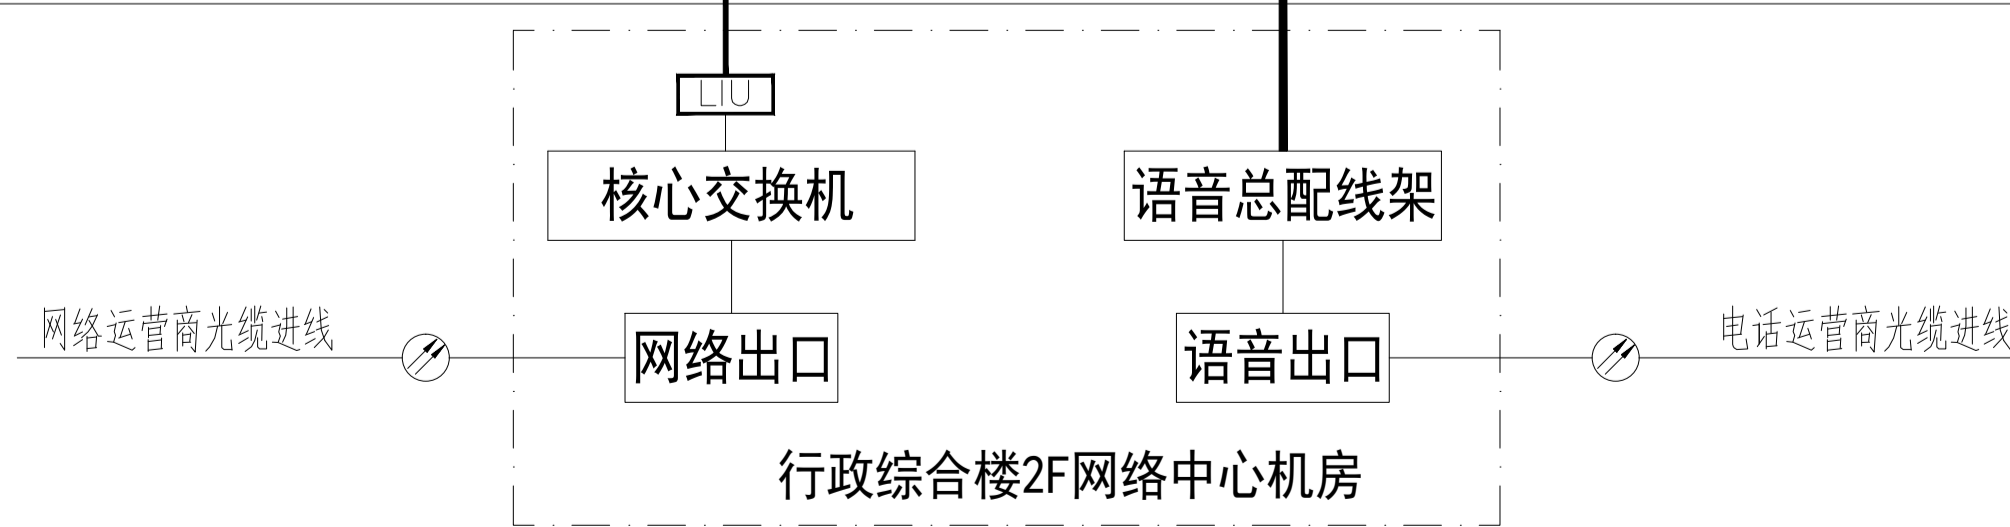 LIU
核心交换机
语音总配线架
网络运营商光缆进线
网络出口
语音出口
电话运营商光缆进线
行政综合楼2F网络中心机房